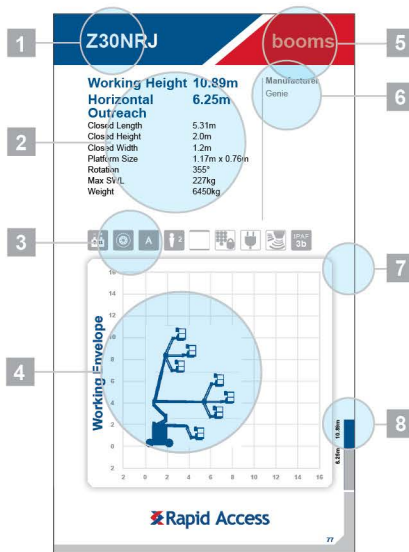 1
Z30NRJ
booms
5
Working Height 10.89m
Manufacturer
Horizontal 6.25m
Genie
6
Outreach
2
Closed Length 5.31m
Closed Height 2.0m
Closed Width 1.2m
Platform Size 1.17m x 0.76m
Rotation 355°
Max SWL 227kg
Weight 6450kg
3
A
2
IPAF
3b
7
Working Envelope
16
14
12
10
8
6
4
2
0
2
2 0 2 4 6 8 10 12 14 16
4
8
10.89m
6.25m
Rapid Access
77